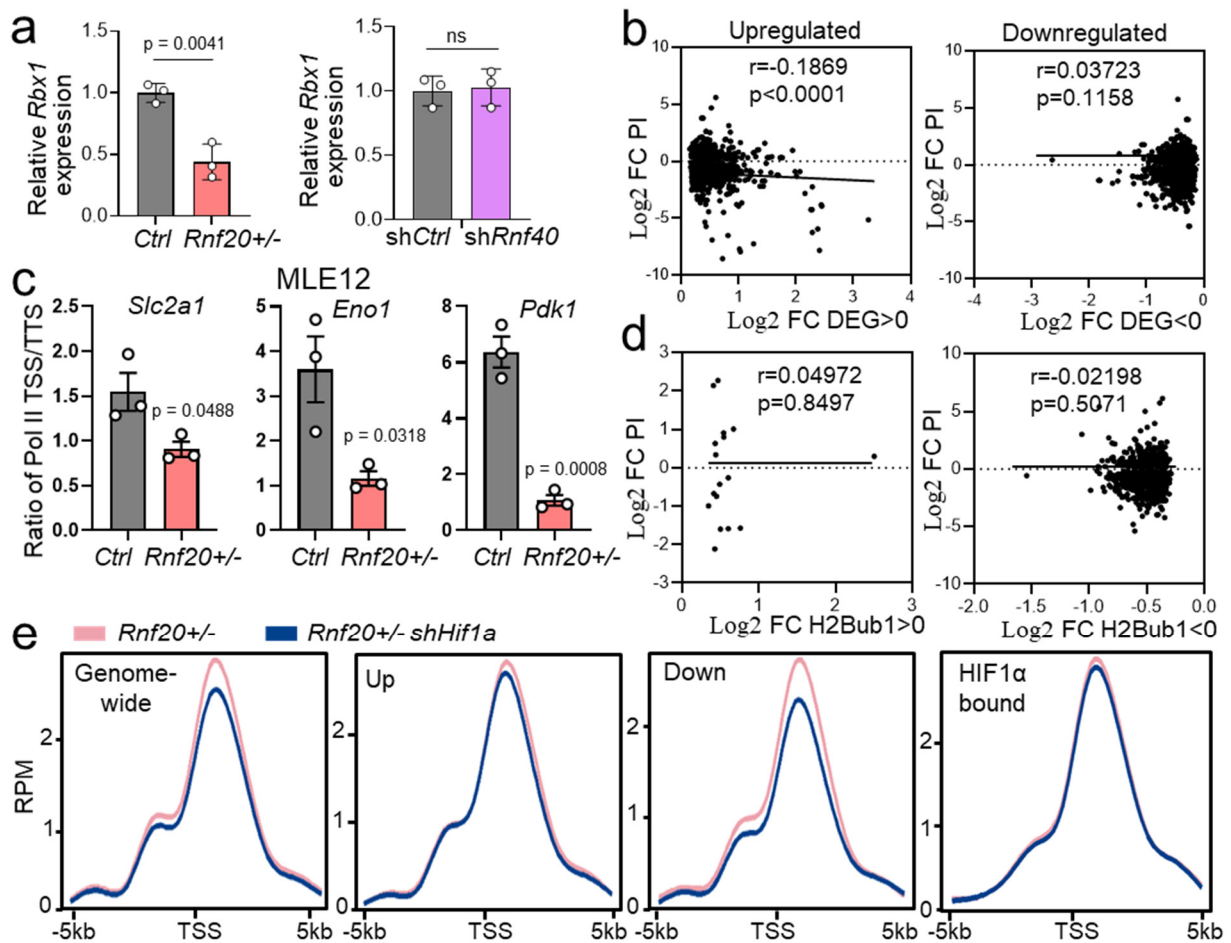 a
Relative Rbx1
expression
1.5
1.0
0.5
0.0
p = 0.0041
Ctrl Rnf20+/-
Relative Rbx1
expression
1.5
1.0
0.5
0.0
ns
shCtrl shRnf40
b
Upregulated
Log2 FC PI
10
5
0
-5
-10
r=-0.1869
p<0.0001
0 1 2 3 4
Log2 FC DEG>0
Downregulated
Log2 FC PI
10
5
0
-5
-10
r=0.03723
p=0.1158
-4 -3 -2 -1 0
Log2 FC DEG<0
c
MLE12
Ratio of Pol II TSS/TTS
Slc2a1
2.5
2.0
1.5
1.0
0.5
0.0
p = 0.0488
Ctrl Rnf20+/-
Eno1
5
4
3
2
1
0
p = 0.0318
Ctrl Rnf20+/-
Pdk1
8
6
4
2
0
p = 0.0008
Ctrl Rnf20+/-
d
Log2 FC PI
3
2
1
0
-1
-2
-3
r=0.04972
p=0.8497
0 1 2 3
Log2 FC H2Bub1>0
Log2 FC PI
10
5
0
-5
-10
r=-0.02198
p=0.5071
-2.0 -1.5 -1.0 -0.5 0.0
Log2 FC H2Bub1<0
e
Rnf20+/- Rnf20+/- shHif1a
RPM
Genome-
wide
2
1
0
-5kb TSS 5kb
Up
2
1
0
-5kb TSS 5kb
Down
2
1
0
-5kb TSS 5kb
HIF1α
bound
2
1
0
-5kb TSS 5kb